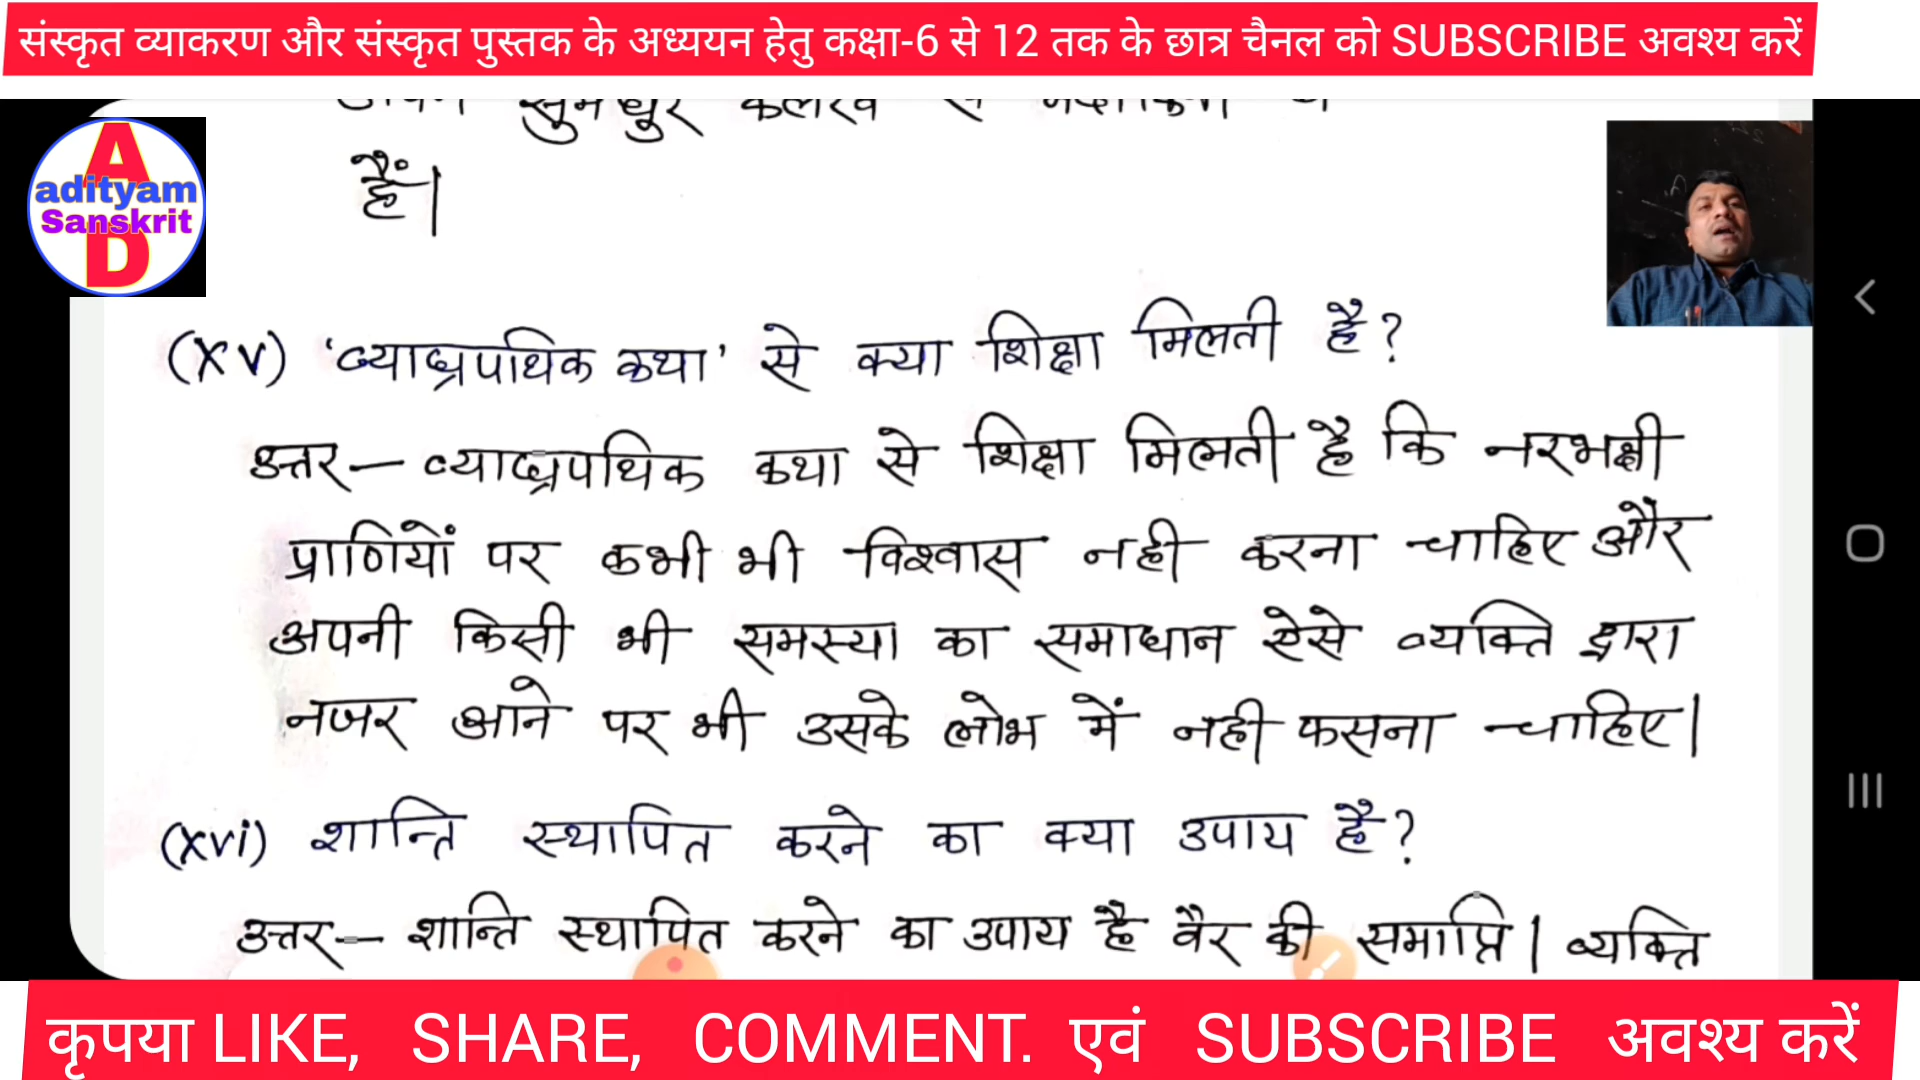 संस्कृत व्याकरण और संस्कृत पुस्तक के अध्ययन हेतु कक्षा-6 से 12 तक के छात्र चैनल को SUBSCRIBE अवश्य करें
सुमधुर कलरव से
हैं।
A
adityam
Sanskrit
D
(xv) 'व्याघ्रपथिक कथा' से क्या शिक्षा मिलती है?
उत्तर— व्याघ्रपथिक कथा से शिक्षा मिलती है कि नरभक्षी
प्राणियों पर कभी भी विश्वास नही करना चाहिए और
अपनी किसी भी समस्या का समाधान ऐसे व्यक्ति द्वारा
नजर आने पर भी उसके लोभ में नही फसना चाहिए।
(xvi) शान्ति स्थापित करने का क्या उपाय है?
उत्तर— शान्ति स्थापित करने का उपाय है वैर की समाप्ति। व्यक्ति
कृपया LIKE, SHARE, COMMENT. एवं SUBSCRIBE अवश्य करें